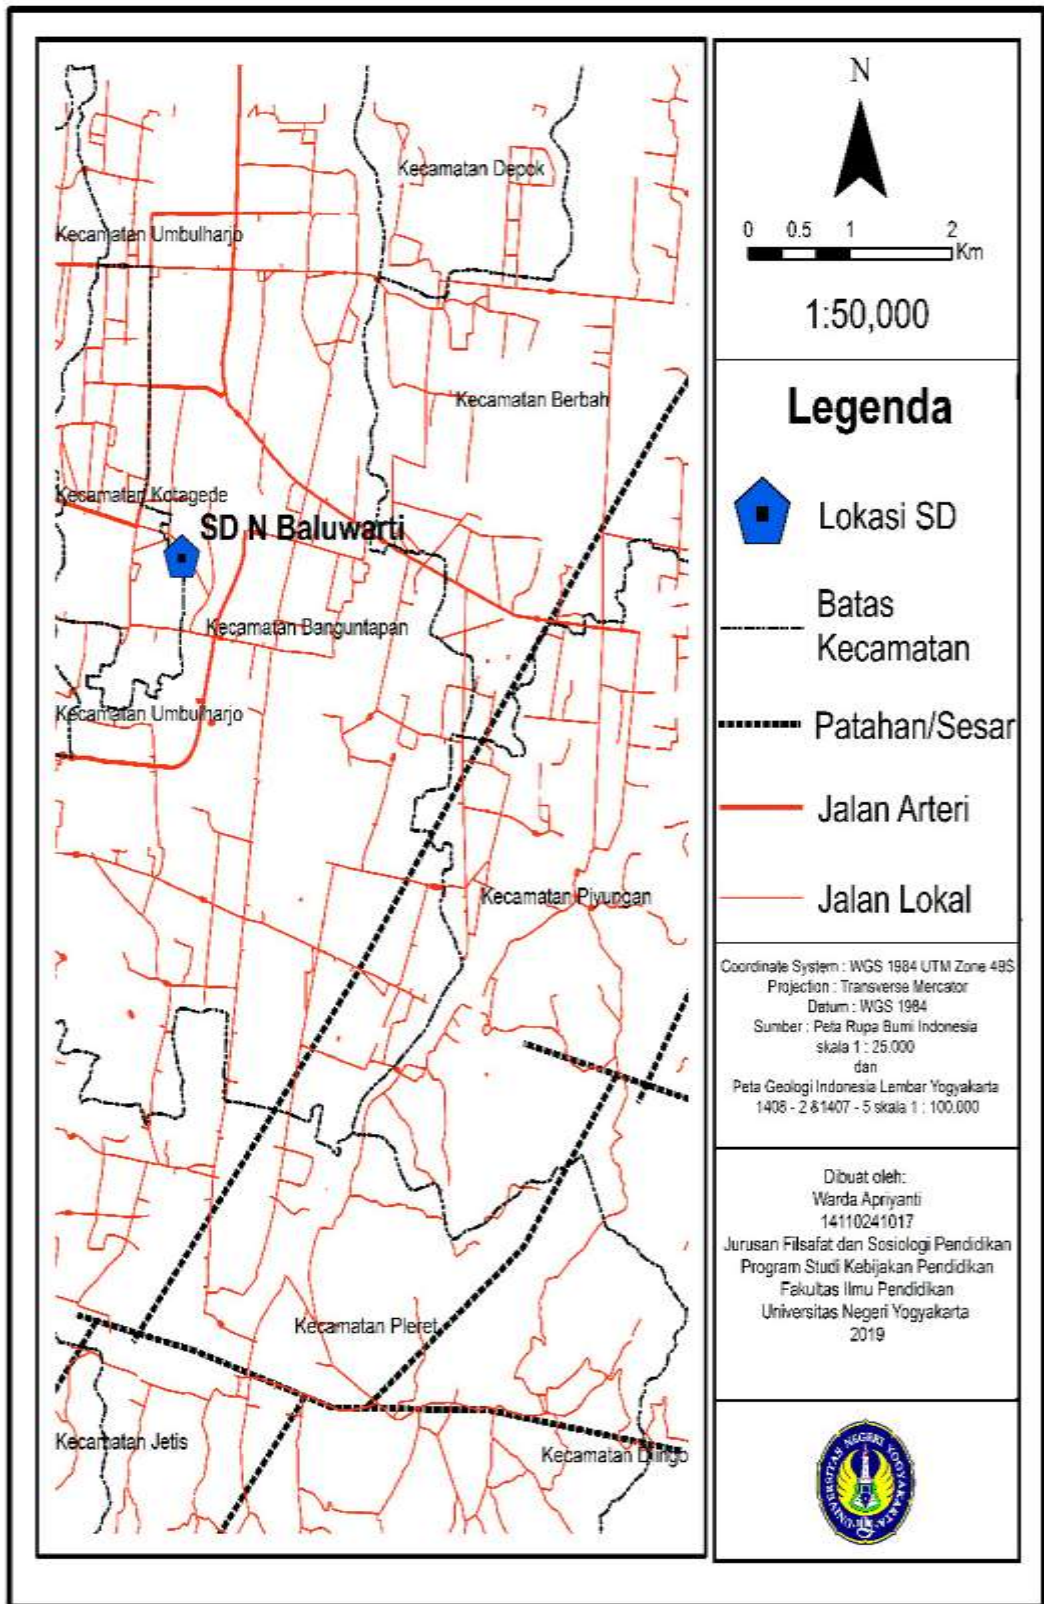 Kecamatan Depok
Kecamatan Umbulharjo
Kecamatan Berbah
Kecamatan Kotagede
SD N Baluwarti
Kecamatan Banguntapan
Kecamatan Umbulharjo
Kecamatan Piyungan
Kecamatan Pleret
Kecamatan Jetis
Kecamatan Dlingo
N
0 0.5 1 2
Km
1:50,000
Legenda
Lokasi SD
Batas
Kecamatan
Patahan/Sesar
Jalan Arteri
Jalan Lokal
Coordinate System : WGS 1984 UTM Zone 49S
Projection : Transverse Mercator
Datum : WGS 1984
Sumber : Peta Rupa Bumi Indonesia
skala 1 : 25.000
dan
Peta Geologi Indonesia Lembar Yogyakarta
1408 - 2 &1407 - 5 skala 1 : 100.000
Dibuat oleh:
Warda Apriyanti
14110241017
Jurusan Filsafat dan Sosiologi Pendidikan
Program Studi Kebijakan Pendidikan
Fakultas Ilmu Pendidikan
Universitas Negeri Yogyakarta
2019
UNIVERSITAS NEGERI YOGYAKARTA